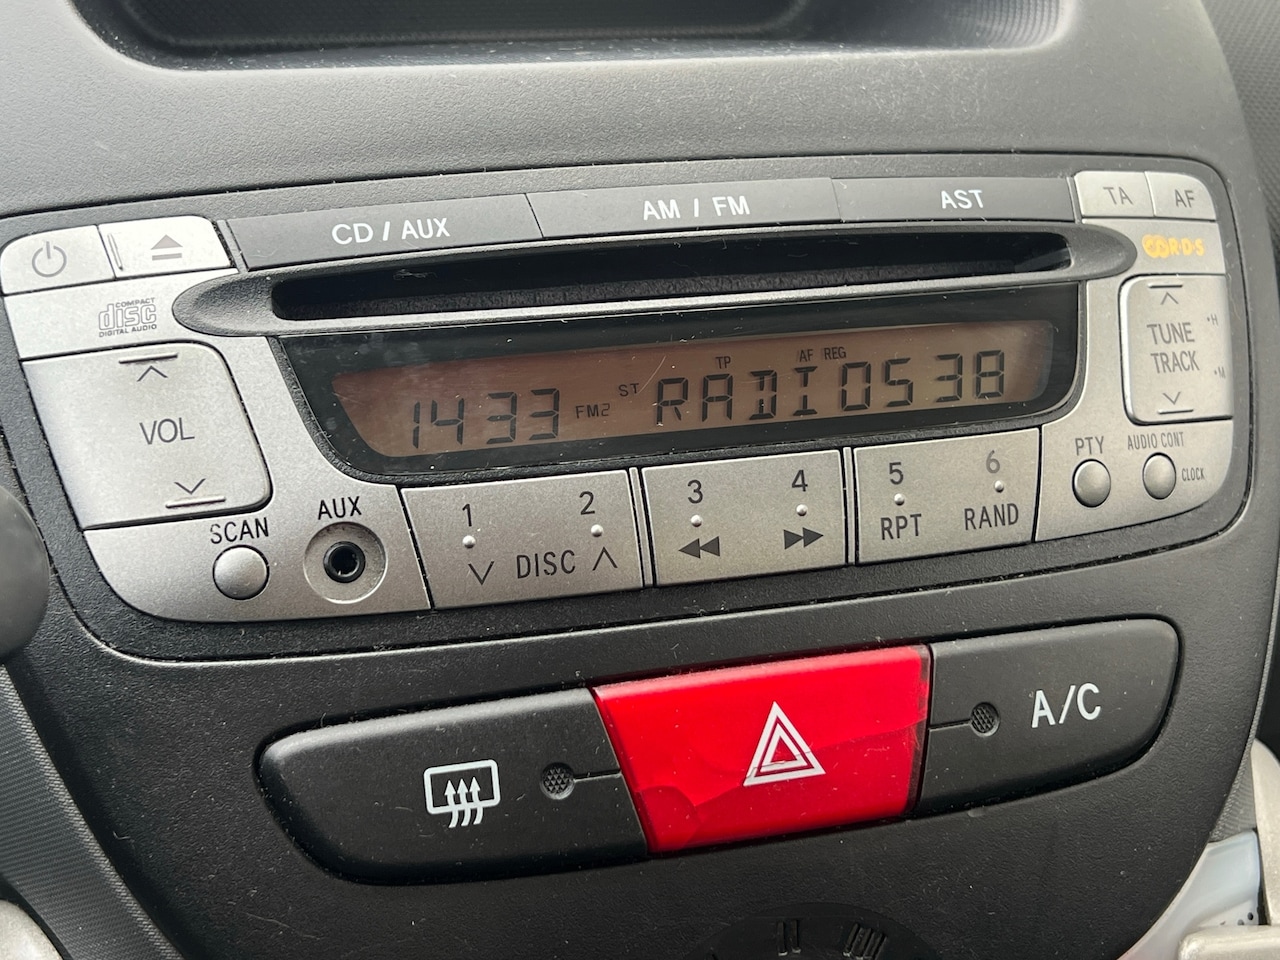 CD / AUX
AM / FM
AST
TA
AF
R·D·S
COMPACT
disc
DIGITAL AUDIO
TUNE
TRACK
·H
·M
VOL
TP
AF
REG
1433
FM2
ST
RADIO538
SCAN
AUX
1
2
DISC
3
4
5
RPT
6
RAND
PTY
AUDIO CONT
CLOCK
A/C